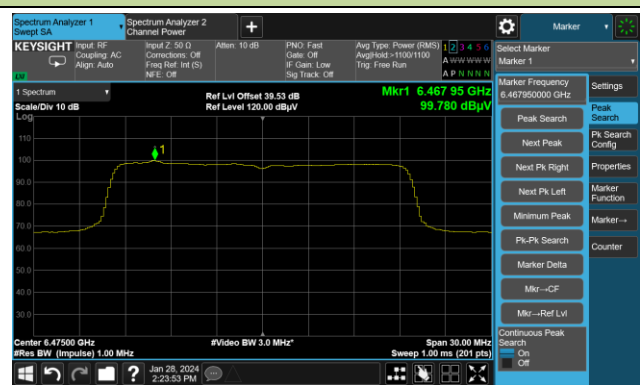 Spectrum Analyzer 1
Swept SA
Spectrum Analyzer 2
Channel Power
Marker
KEYSIGHT
Input: RF
Coupling: AC
Align: Auto
Input Z: 50 Ω
Corrections: Off
Freq Ref: Int (S)
NFE: Off
Atten: 10 dB
PNO: Fast
Gate: Off
IF Gain: Low
Sig Track: Off
Avg Type: Power (RMS)
Avg|Hold:>1100/1100
Trig: Free Run
1 2 3 4 5 6
A W W W W W
A P N N N N
LW
Select Marker
Marker 1
1 Spectrum
Scale/Div 10 dB
Log
Ref Lvl Offset 39.53 dB
Ref Level 120.00 dBµV
Mkr1 6.467 95 GHz
99.780 dBµV
110
100
90.0
80.0
70.0
60.0
50.0
40.0
30.0
1
Center 6.47500 GHz
#Res BW (Impulse) 1.00 MHz
#Video BW 3.0 MHz*
Span 30.00 MHz
Sweep 1.00 ms (201 pts)
Marker Frequency
6.467950000 GHz
Peak Search
Next Peak
Next Pk Right
Next Pk Left
Minimum Peak
Pk-Pk Search
Marker Delta
Mkr→CF
Mkr→Ref Lvl
Continuous Peak
Search
On
Off
Settings
Peak
Search
Pk Search
Config
Properties
Marker
Function
Marker→
Counter
Jan 28, 2024
2:23:53 PM